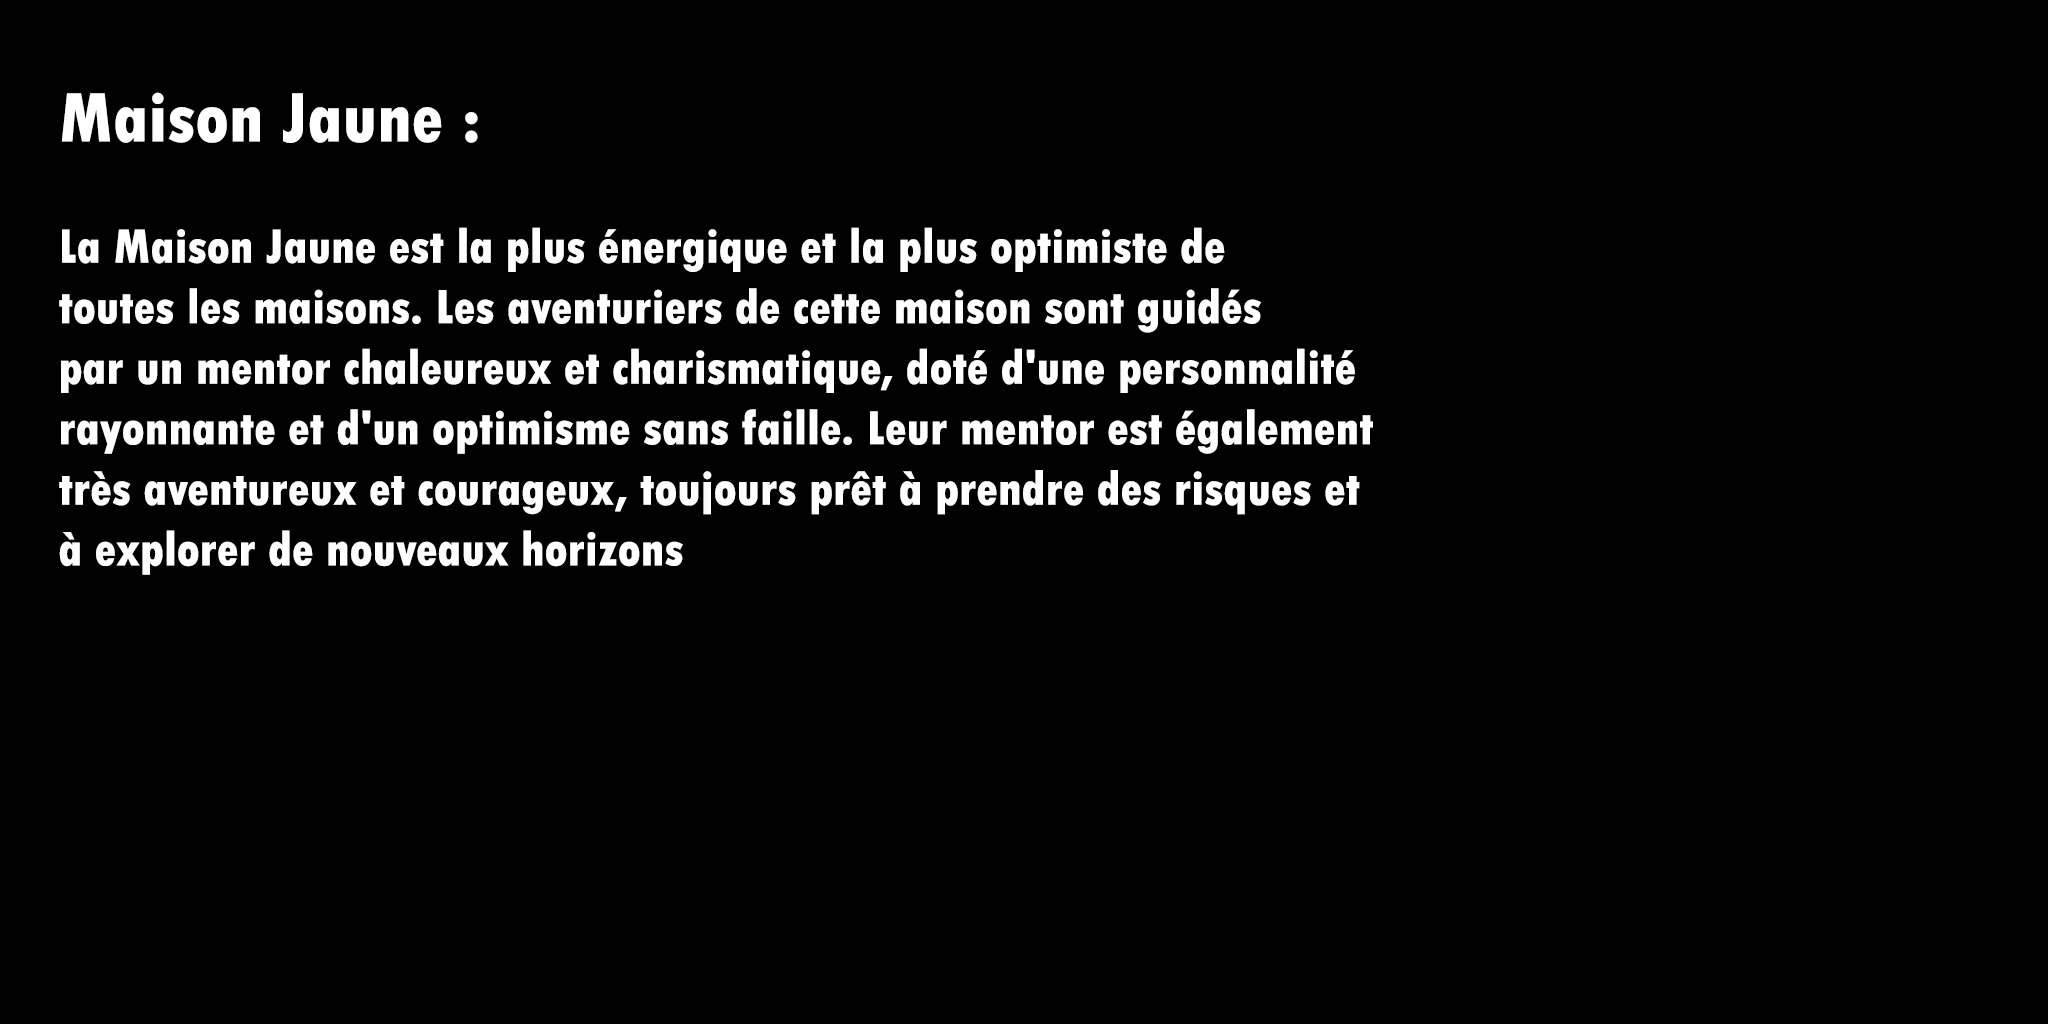 Maison Jaune :
La Maison Jaune est la plus énergique et la plus optimiste de
toutes les maisons. Les aventuriers de cette maison sont guidés
par un mentor chaleureux et charismatique, doté d'une personnalité
rayonnante et d'un optimisme sans faille. Leur mentor est également
très aventureux et courageux, toujours prêt à prendre des risques et
à explorer de nouveaux horizons